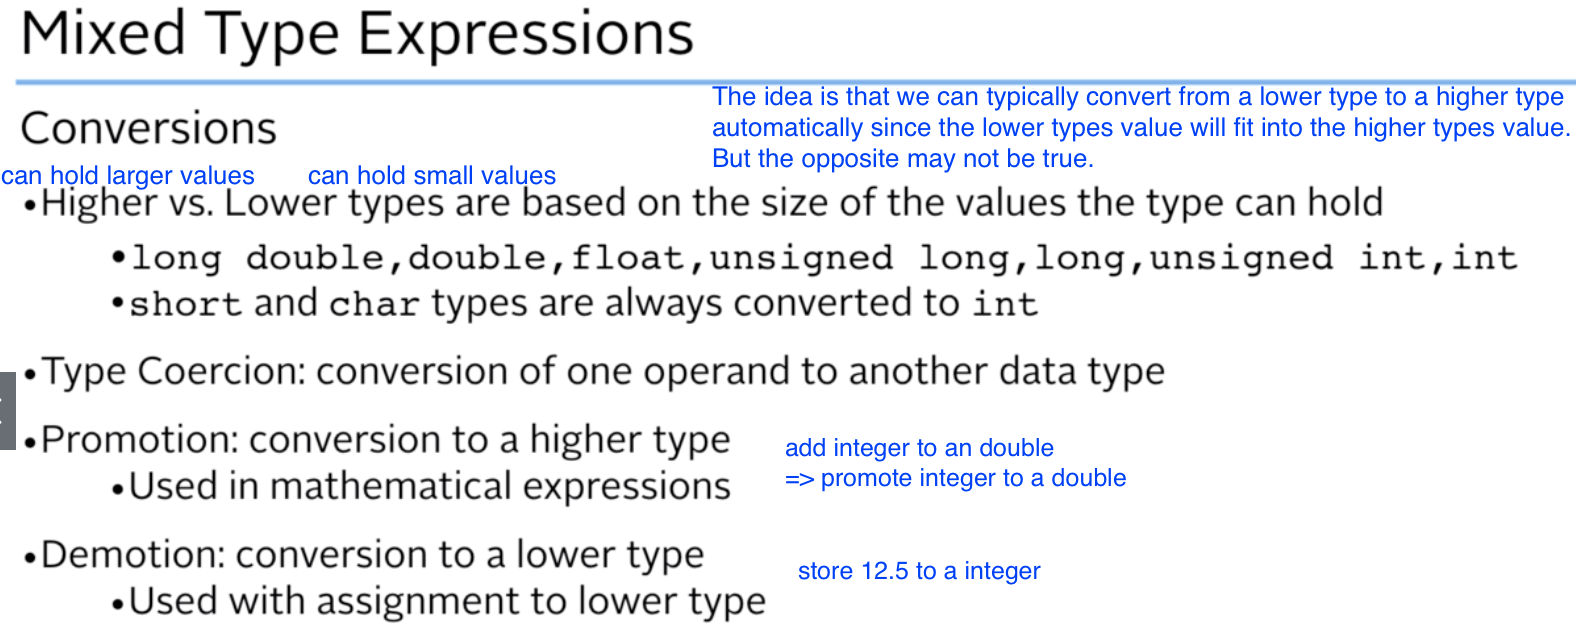 Mixed Type Expressions
The idea is that we can typically convert from a lower type to a higher type
automatically since the lower types value will fit into the higher types value.
But the opposite may not be true.
Conversions
can hold larger values can hold small values
•Higher vs. Lower types are based on the size of the values the type can hold
•long double,double,float,unsigned long,long,unsigned int,int
•short and char types are always converted to int
•Type Coercion: conversion of one operand to another data type
•Promotion: conversion to a higher type
•Used in mathematical expressions
add integer to an double
=> promote integer to a double
•Demotion: conversion to a lower type
•Used with assignment to lower type
store 12.5 to a integer